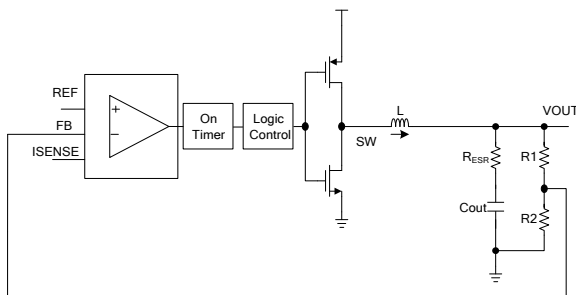 REF
FB
ISENSE
+
−
On
Timer
Logic
Control
SW
L
VOUT
RESR
R1
Cout
R2